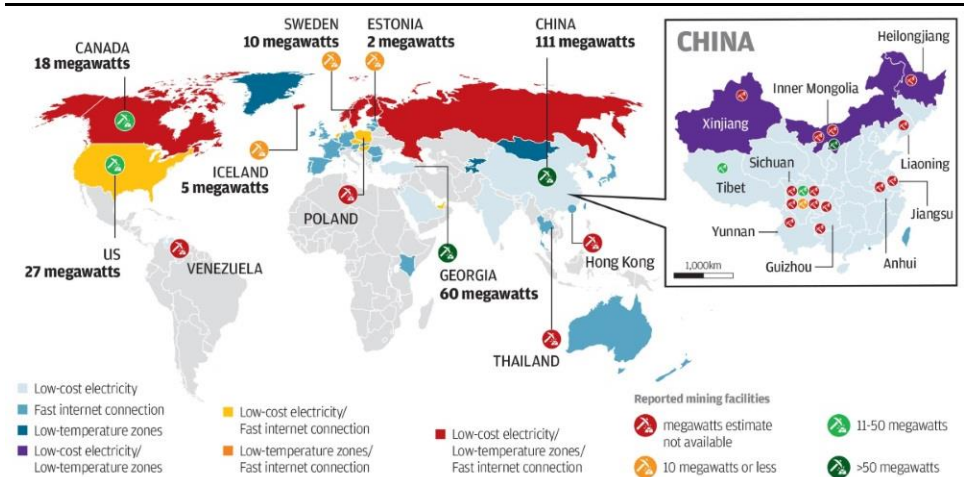 SWEDEN
10 megawatts
ESTONIA
2 megawatts
CHINA
111 megawatts
CANADA
18 megawatts
ICELAND
5 megawatts
POLAND
US
27 megawatts
VENEZUELA
GEORGIA
60 megawatts
Hong Kong
THAILAND
CHINA
Heilongjiang
Inner Mongolia
Xinjiang
Liaoning
Sichuan
Tibet
Jiangsu
Yunnan
Guizhou
Anhui
1,000km
Low-cost electricity
Fast internet connection
Low-temperature zones
Low-cost electricity/
Low-temperature zones
Low-cost electricity/
Fast internet connection
Low-temperature zones/
Fast internet connection
Low-cost electricity/
Low-temperature zones/
Fast internet connection
Reported mining facilities
megawatts estimate
not available
10 megawatts or less
11-50 megawatts
>50 megawatts